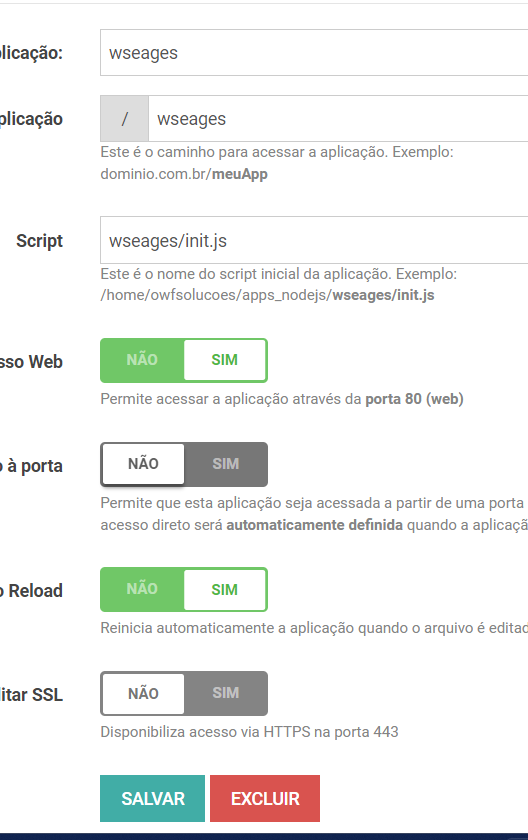 plicação:
wseages
plicação
/
wseages
Este é o caminho para acessar a aplicação. Exemplo:
dominio.com.br/meuApp
Script
wseages/init.js
Este é o nome do script inicial da aplicação. Exemplo:
/home/owfsolucoes/apps_nodejs/wseages/init.js
sso Web
NÃO SIM
Permite acessar a aplicação através da porta 80 (web)
o à porta
NÃO SIM
Permite que esta aplicação seja acessada a partir de uma porta
acesso direto será automaticamente definida quando a aplicaçã
o Reload
NÃO SIM
Reinicia automaticamente a aplicação quando o arquivo é editad
itar SSL
NÃO SIM
Disponibiliza acesso via HTTPS na porta 443
SALVAR EXCLUIR